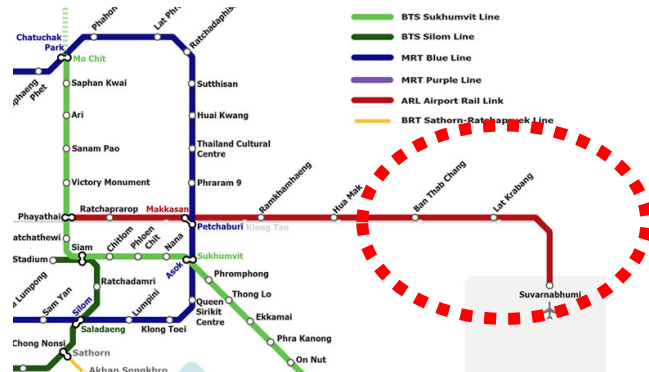 BTS Sukhumvit Line
BTS Silom Line
MRT Blue Line
MRT Purple Line
ARL Airport Rail Link
BRT Sathorn-Ratchapruek Line
Chatuchak
Park
Mo Chit
Phahon
Lat Phr
Ratchadaphis
phaeng
Phet
Saphan Kwai
Sutthisan
Ari
Huai Kwang
Sanam Pao
Thailand Cultural
Centre
Victory Monument
Phraram 9
Phayathai
Ratchaprarop
Makkasan
Petchaburi
Klong Tan
Ramkhamhaeng
Hua Mak
Ban Thab Chang
Lat Krabang
Suvarnabhumi
atchathewi
Siam
Stadium
Chitlom
Phloen
Chit
Nana
Sukhumvit
Asok
Ratchadamri
Phromphong
Lumpong
Sam Yan
Silom
Saladaeng
Lumpini
Klong Toei
Queen
Sirikit
Centre
Thong Lo
Ekkamai
Phra Kanong
On Nut
Chong Nonsi
Sathorn
Akhan Songkhro